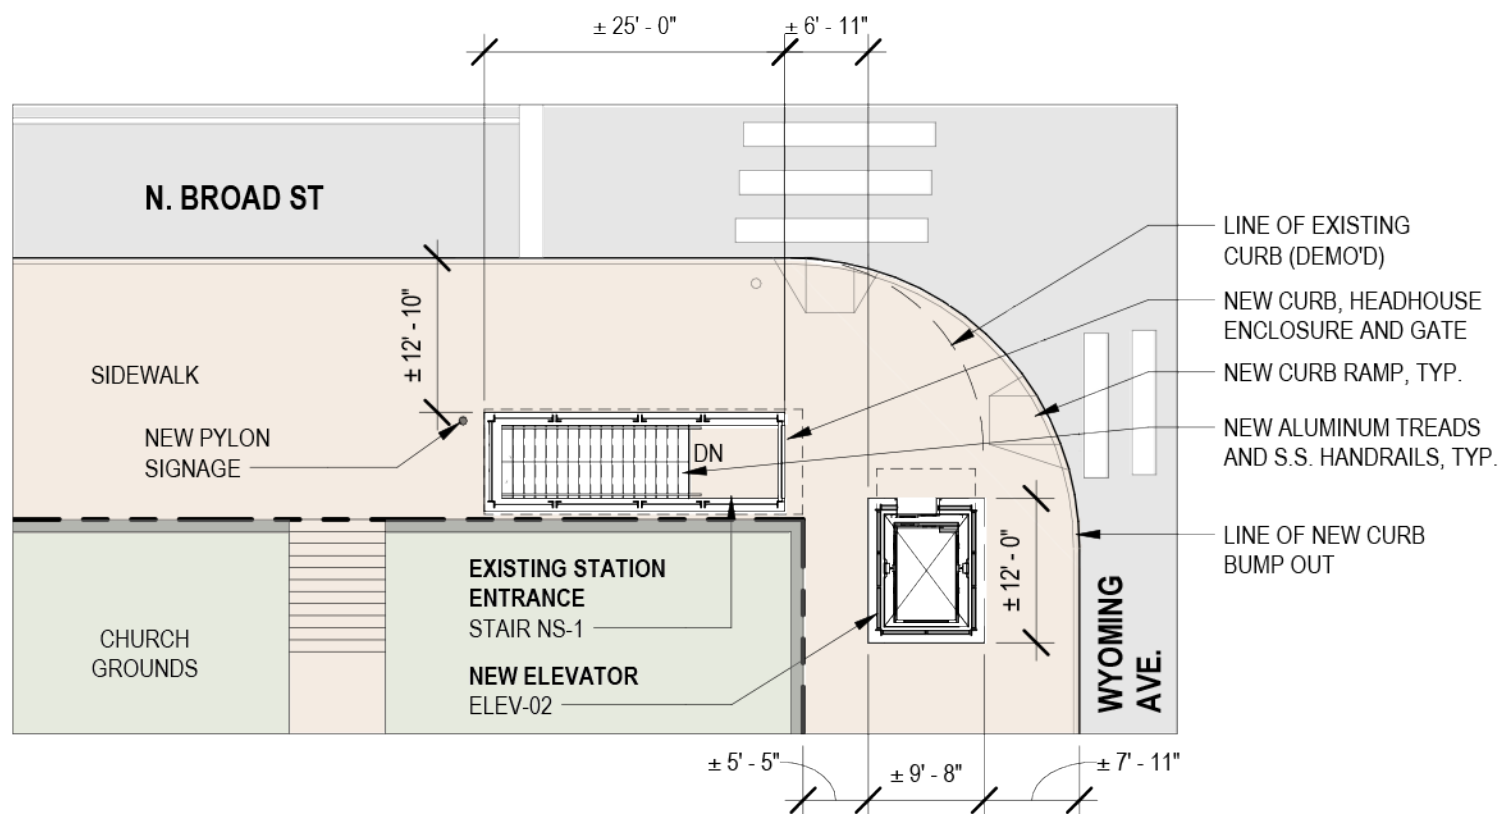 ± 25' - 0"
± 6' - 11"
N. BROAD ST
LINE OF EXISTING
CURB (DEMO'D)
NEW CURB, HEADHOUSE
ENCLOSURE AND GATE
± 12' - 10"
SIDEWALK
NEW CURB RAMP, TYP.
NEW PYLON
SIGNAGE
DN
NEW ALUMINUM TREADS
AND S.S. HANDRAILS, TYP.
LINE OF NEW CURB
BUMP OUT
± 12' - 0"
EXISTING STATION
ENTRANCE
STAIR NS-1
CHURCH
GROUNDS
NEW ELEVATOR
ELEV-02
WYOMING
AVE.
± 5' - 5"
± 9' - 8"
± 7' - 11"